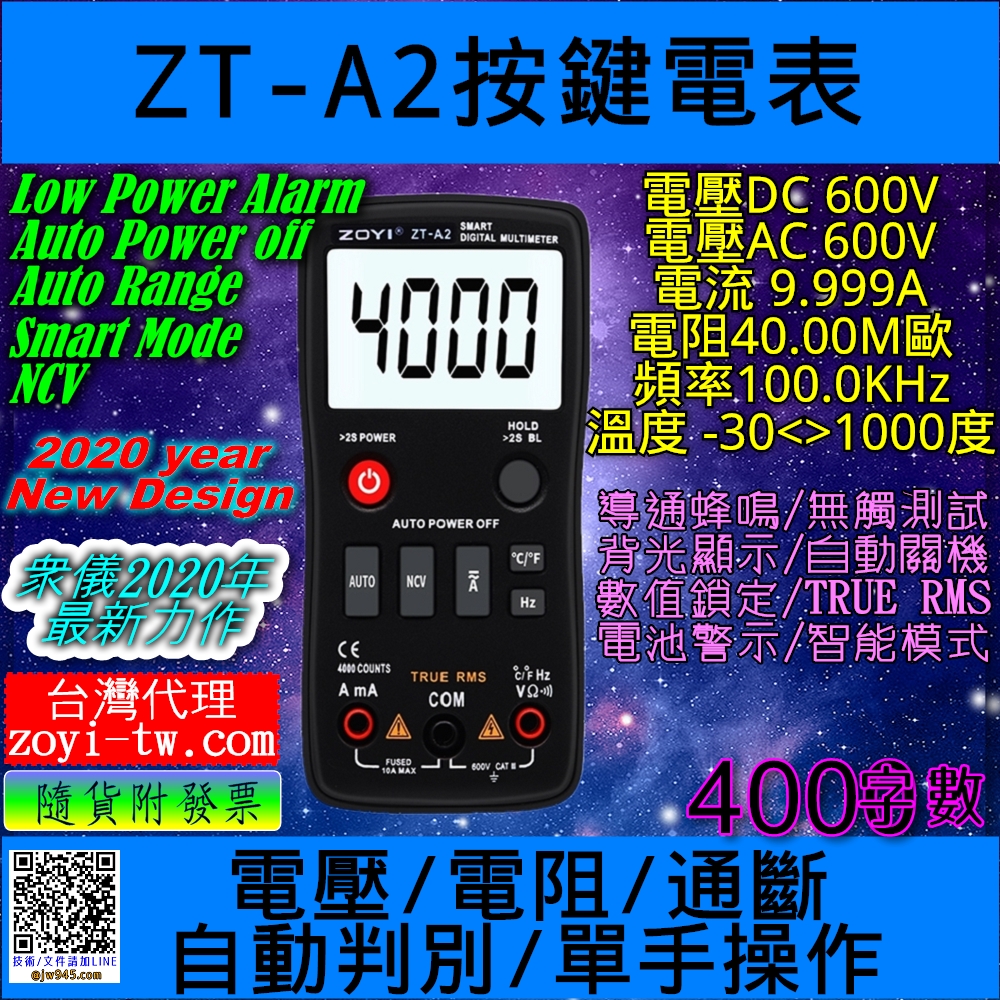 ZT-A2按鍵電表
Low Power Alarm
Auto Power off
Auto Range
Smart Mode
NCV
2020 year
New Design
眾儀2020年
最新力作
台灣代理
zoyi-tw.com
隨貨附發票
ZOYI® ZT-A2 SMART
DIGITAL MULTIMETER
4000
>2S POWER
HOLD
>2S BL
AUTO POWER OFF
AUTO
NCV
A
°C/°F
Hz
CE
4000 COUNTS
TRUE RMS
°C/°F Hz
A mA
COM
VΩ
FUSED
10A MAX
600V CAT II
電壓DC 600V
電壓AC 600V
電流 9.999A
電阻40.00M歐
頻率100.0KHz
溫度 -30<>1000度
導通蜂鳴/無觸測試
背光顯示/自動關機
數值鎖定/TRUE RMS
電池警示/智能模式
400字數
電壓/電阻/通斷
自動判別/單手操作
技術/文件請加LINE
@jw945.com